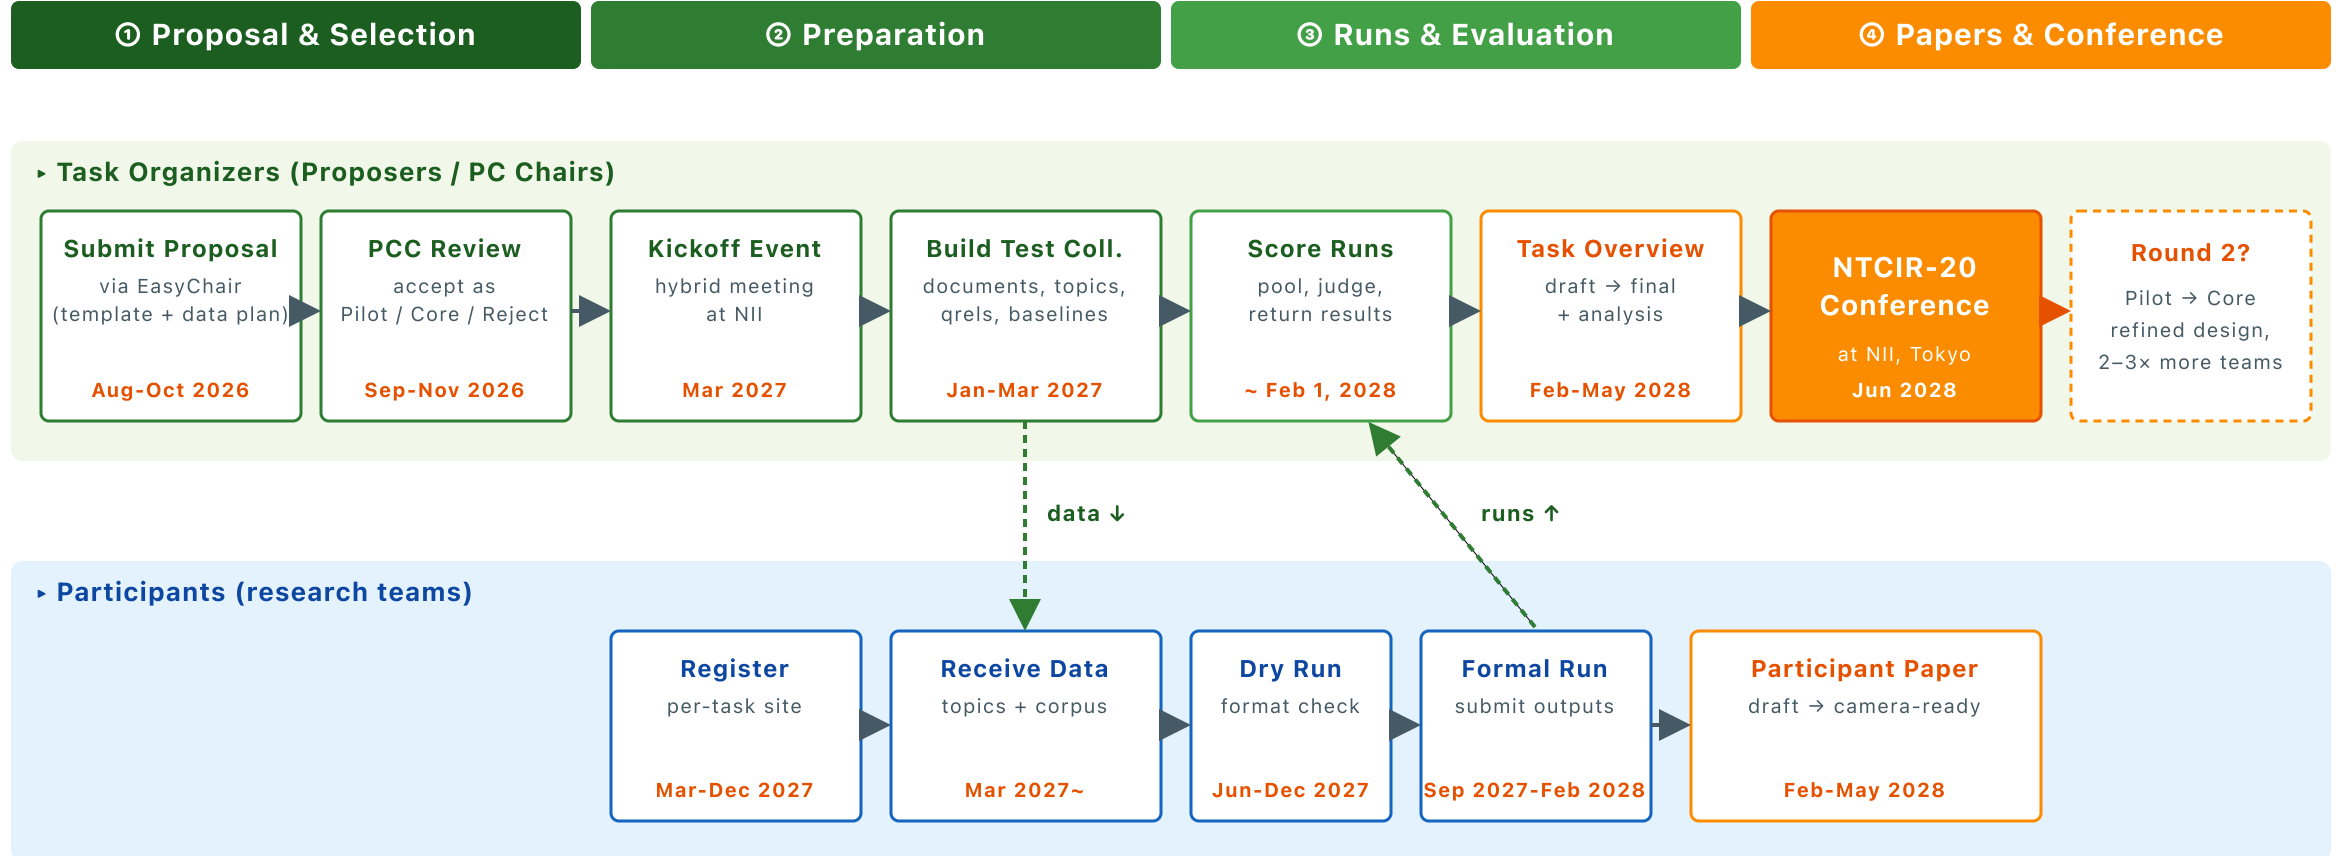 ① Proposal & Selection
② Preparation
③ Runs & Evaluation
④ Papers & Conference
▸ Task Organizers (Proposers / PC Chairs)
Submit Proposal
via EasyChair
(template + data plan)
Aug-Oct 2026
PCC Review
accept as
Pilot / Core / Reject
Sep-Nov 2026
Kickoff Event
hybrid meeting
at NII
Mar 2027
Build Test Coll.
documents, topics,
qrels, baselines
Jan-Mar 2027
Score Runs
pool, judge,
return results
~ Feb 1, 2028
Task Overview
draft → final
+ analysis
Feb-May 2028
NTCIR-20
Conference
at NII, Tokyo
Jun 2028
Round 2?
Pilot → Core
refined design,
2–3× more teams
data ↓
runs ↑
▸ Participants (research teams)
Register
per-task site
Mar-Dec 2027
Receive Data
topics + corpus
Mar 2027~
Dry Run
format check
Jun-Dec 2027
Formal Run
submit outputs
Sep 2027-Feb 2028
Participant Paper
draft → camera-ready
Feb-May 2028